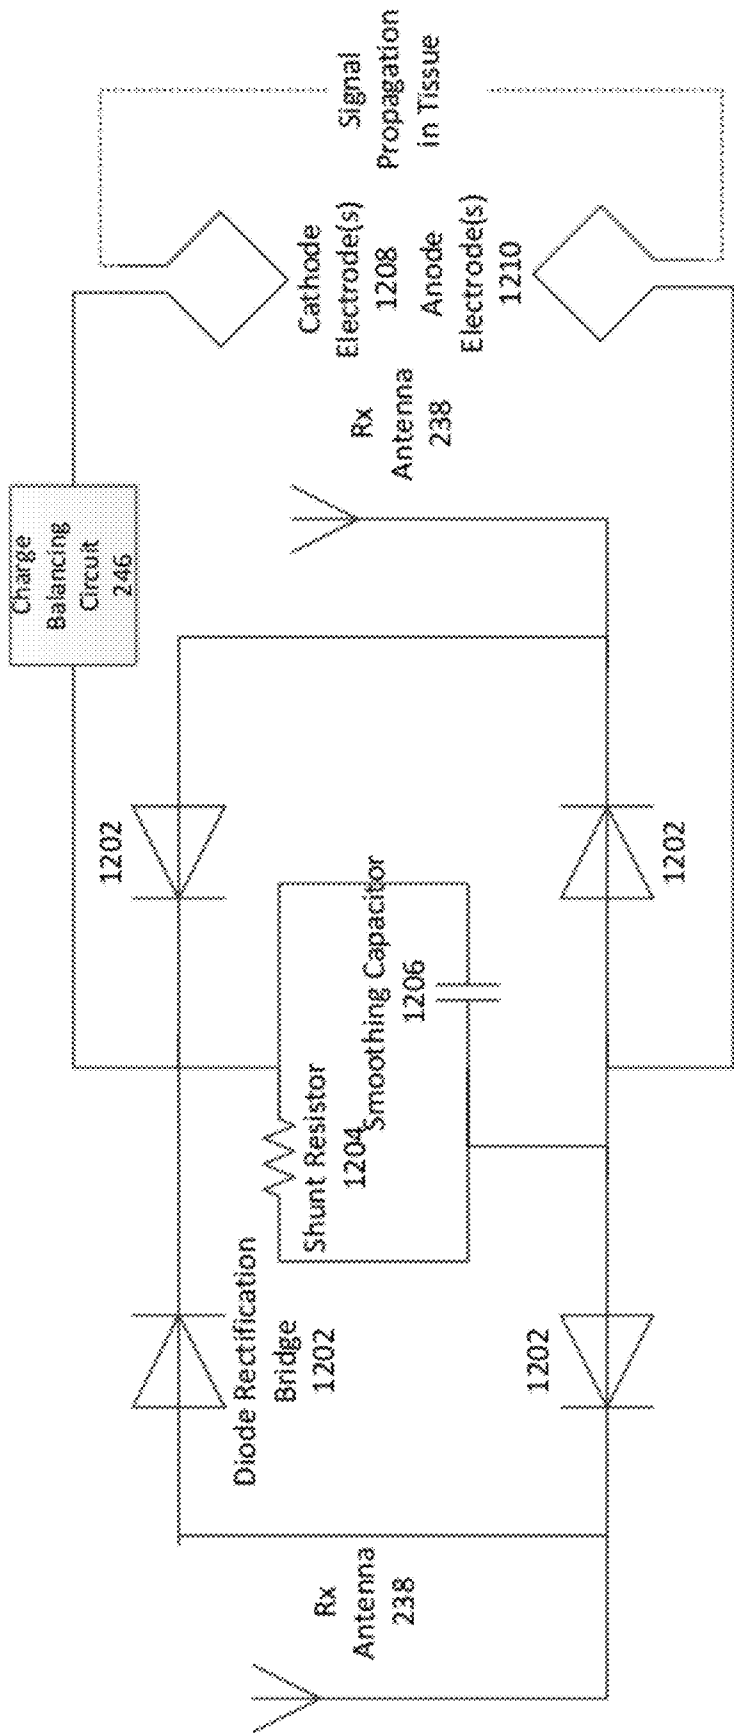 Charge
Balancing
Circuit
246
Signal
Propagation
in Tissue
Cathode
Electrode(s)
1208
Anode
Electrode(s)
1210
Rx
Antenna
238
1202
1202
Smoothing Capacitor
1206
Shunt Resistor
1204
Diode Rectification
Bridge
1202
1202
Rx
Antenna
238